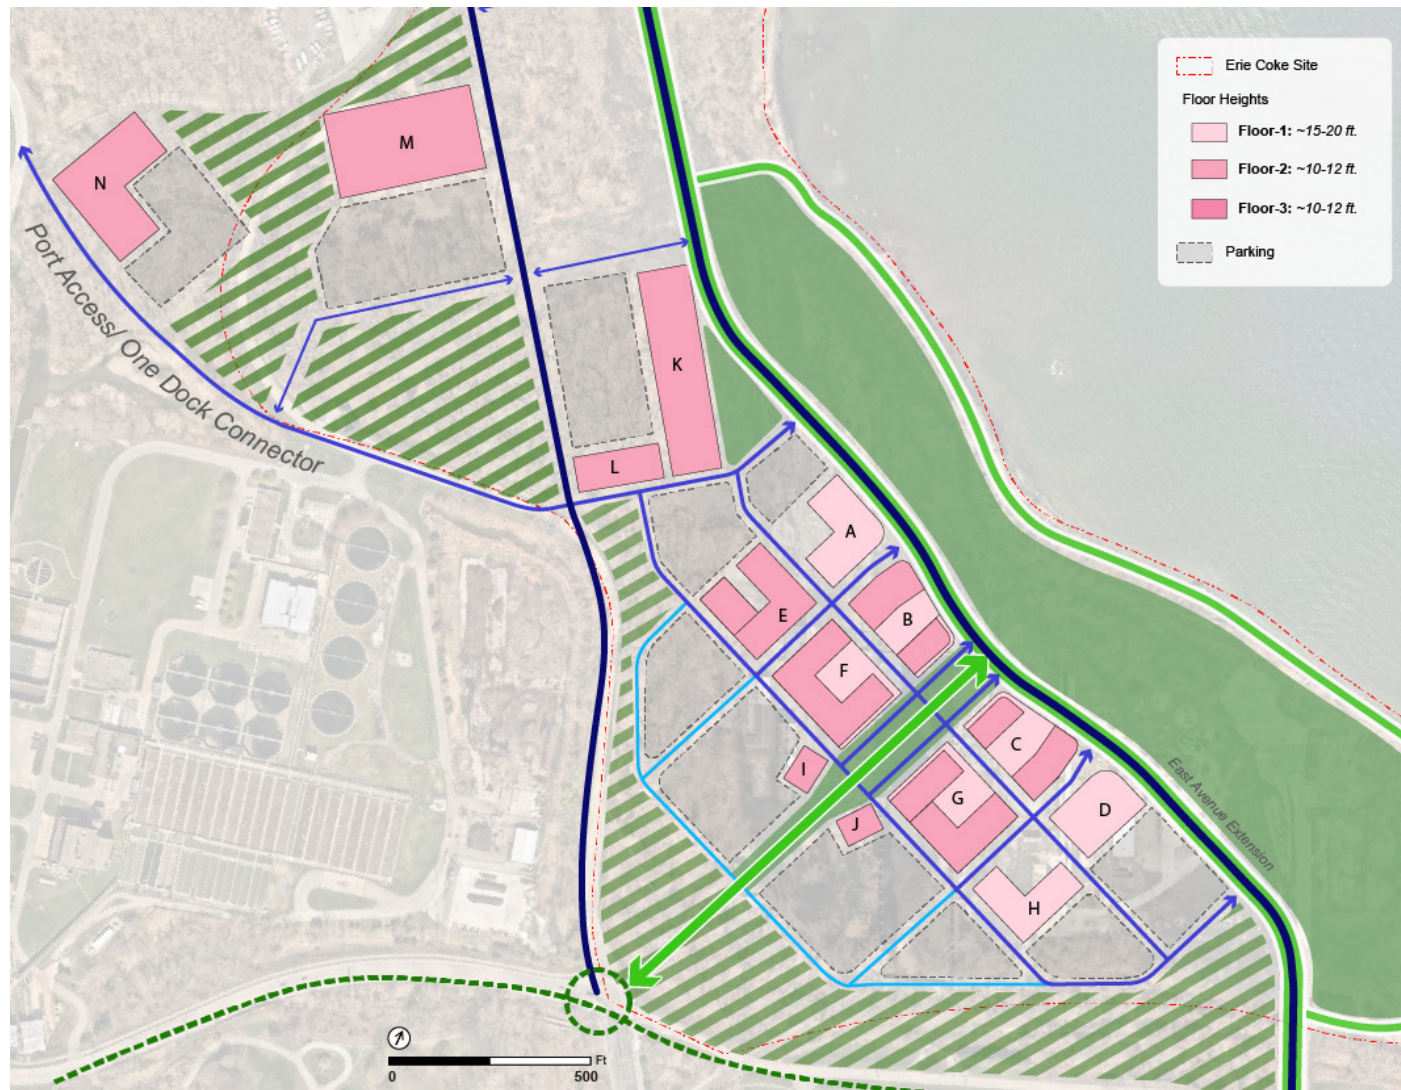 Erie Coke Site
Floor Heights
Floor-1: ~15-20 ft.
Floor-2: ~10-12 ft.
Floor-3: ~10-12 ft.
Parking
N
M
Port Access/ One Dock Connector
K
L
A
E
B
F
I
C
G
J
D
H
East Avenue Extension
Ft
0
500